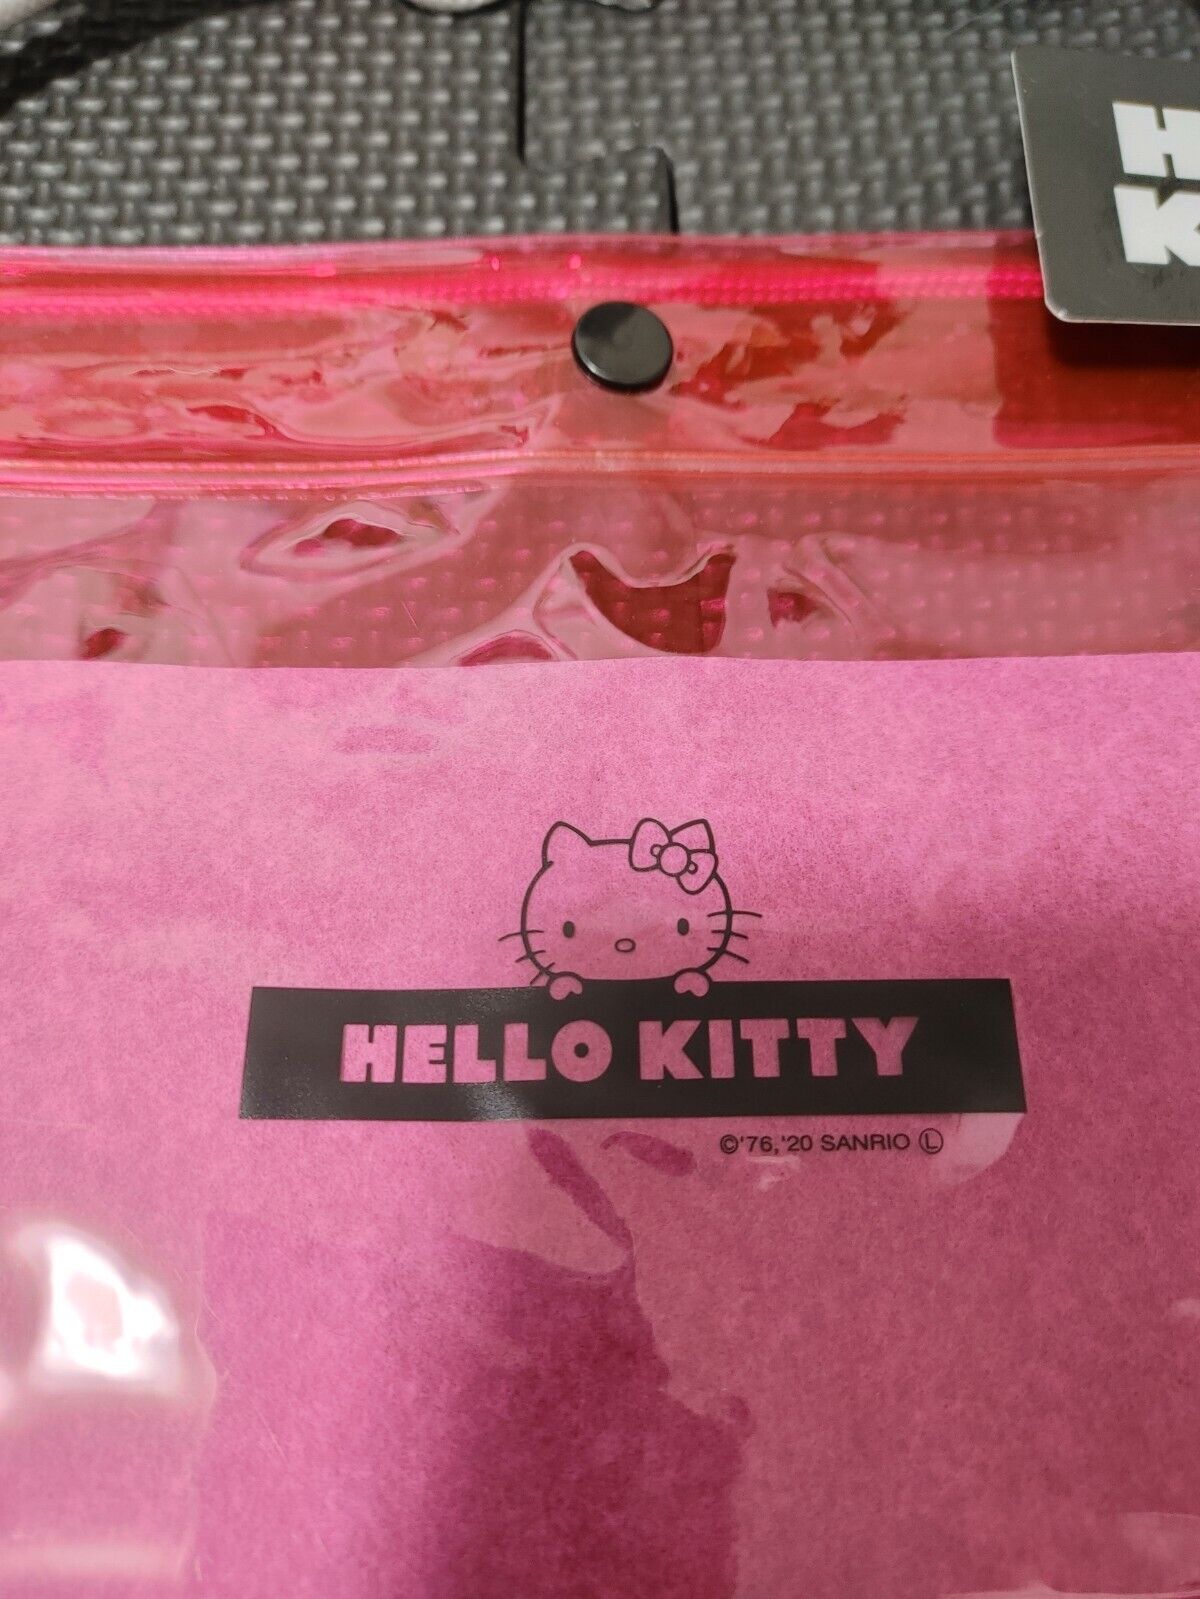 H
K
HELLO KITTY
©'76,'20 SANRIO Ⓛ